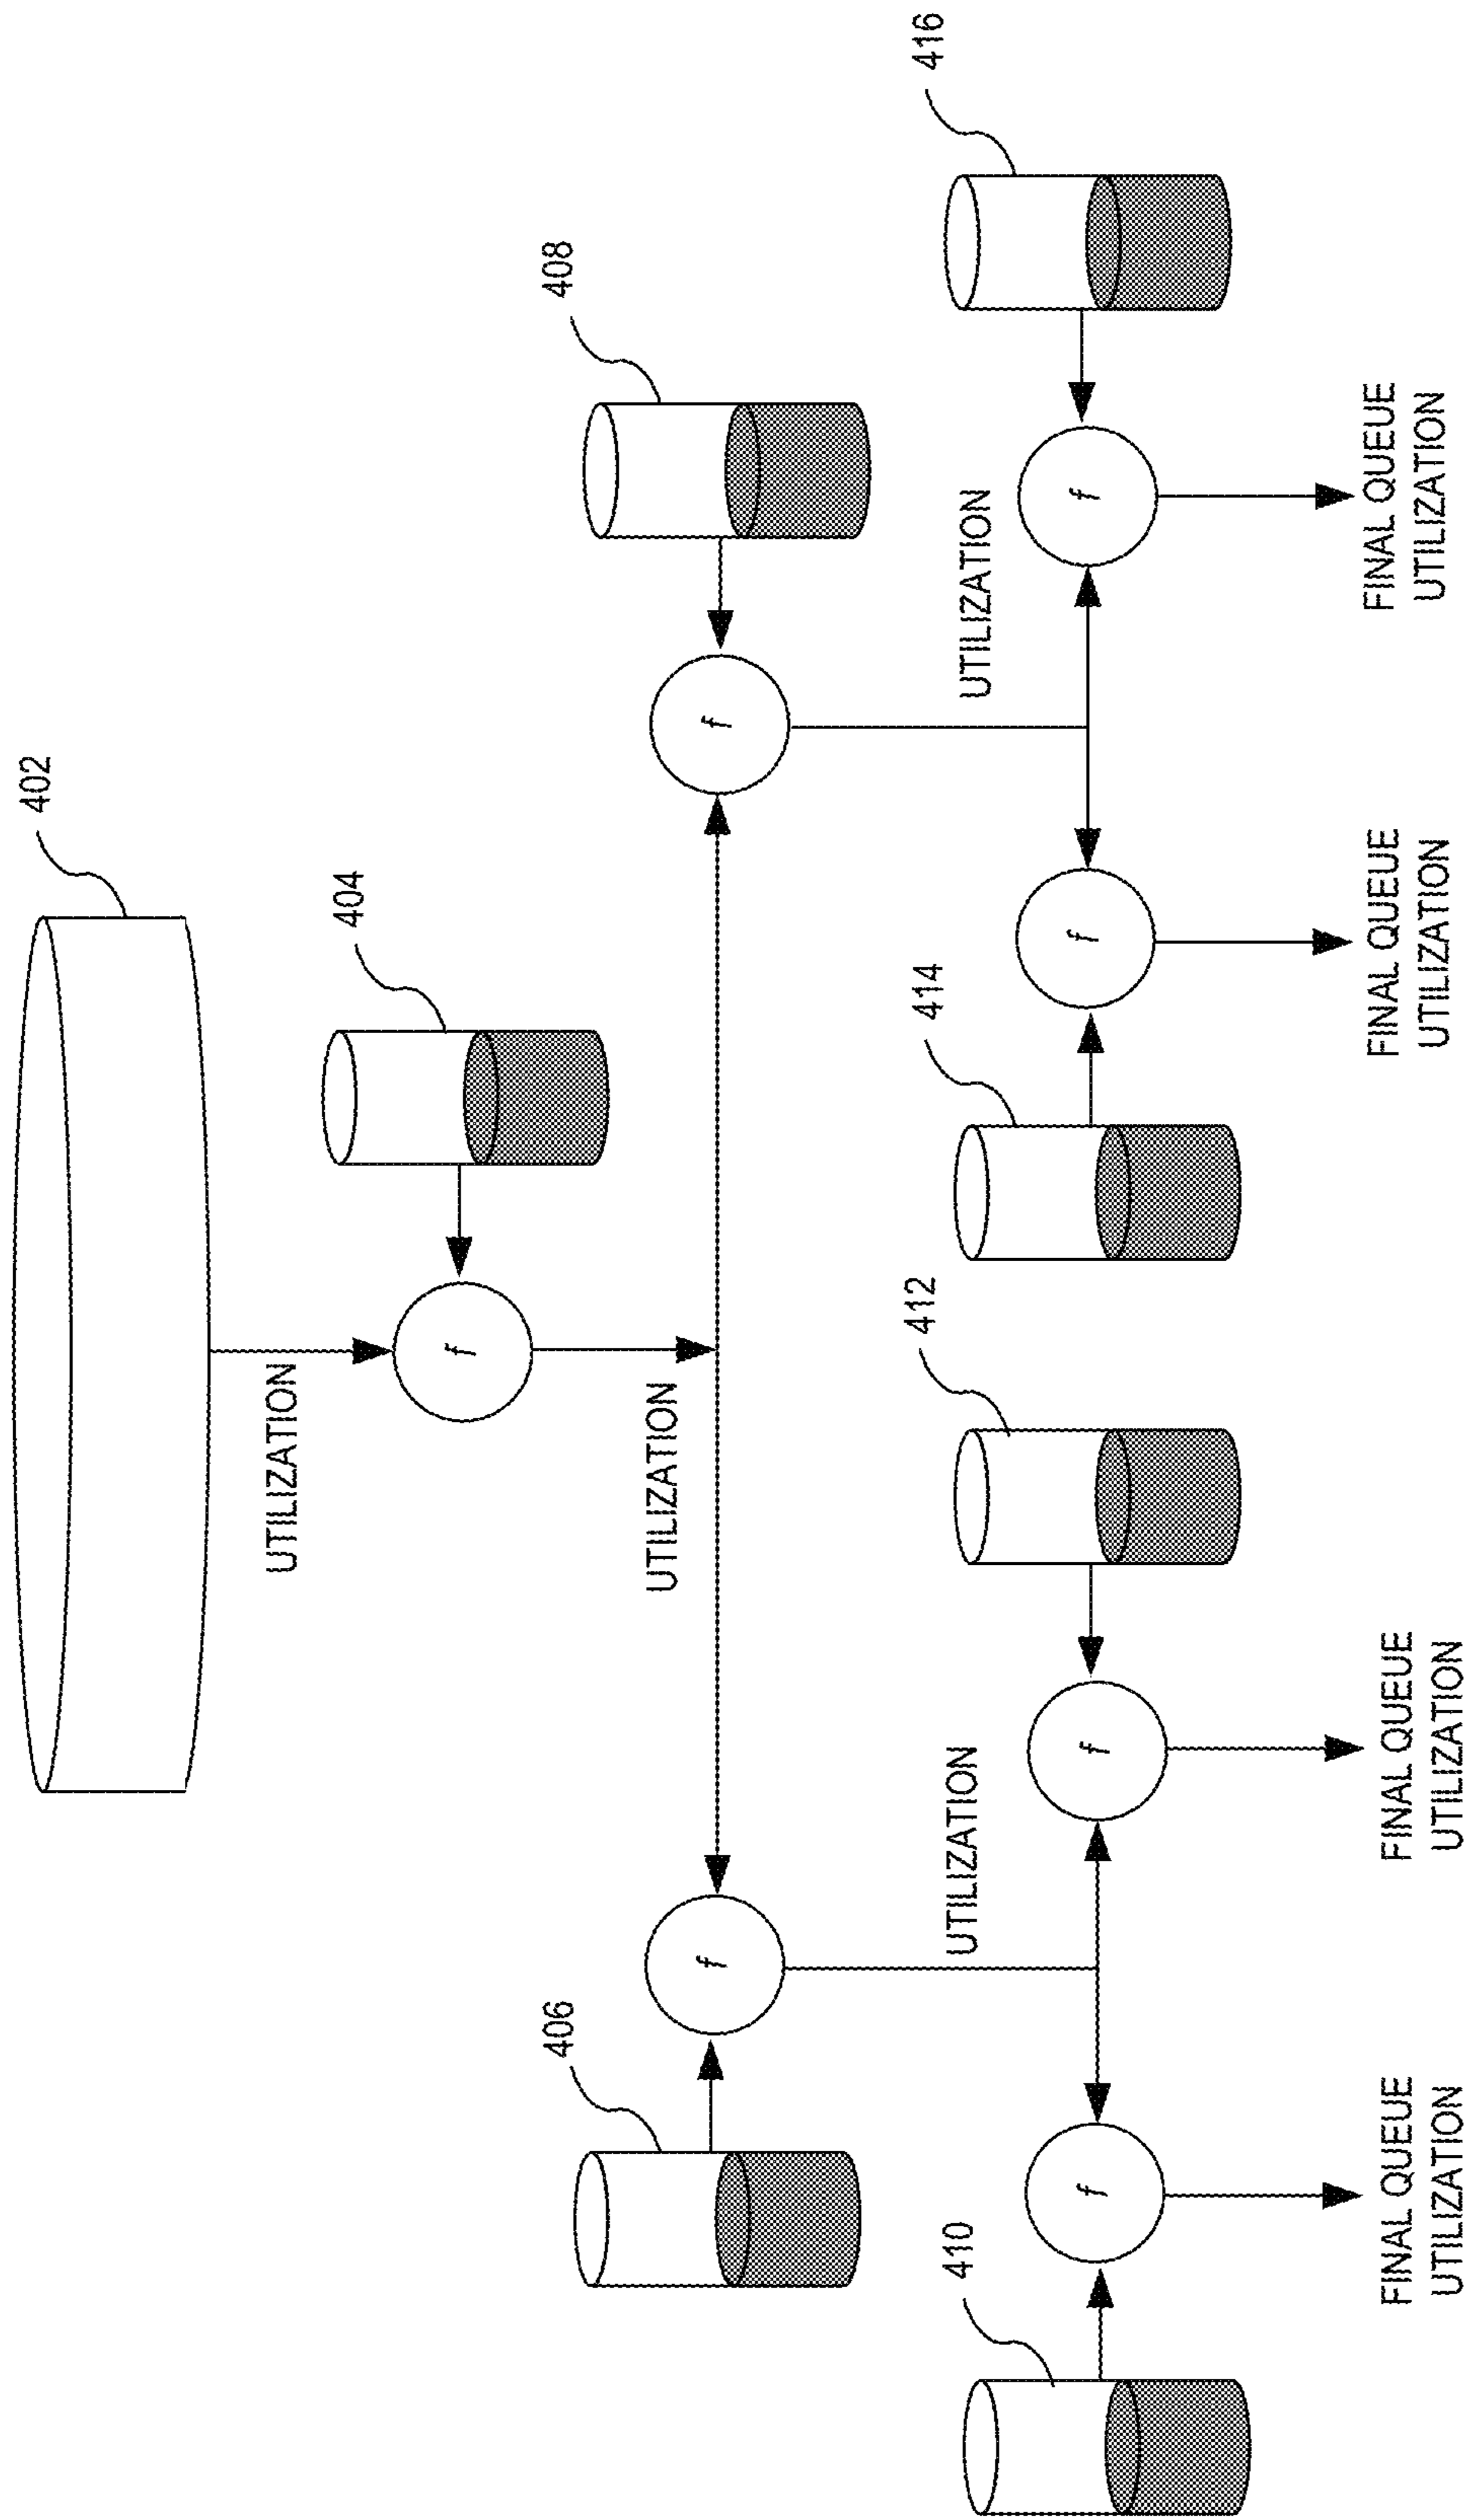 402
UTILIZATION
404
f
UTILIZATION
406
f
408
f
UTILIZATION
UTILIZATION
410
f
412
f
414
f
416
f
FINAL QUEUE
UTILIZATION
FINAL QUEUE
UTILIZATION
FINAL QUEUE
UTILIZATION
FINAL QUEUE
UTILIZATION